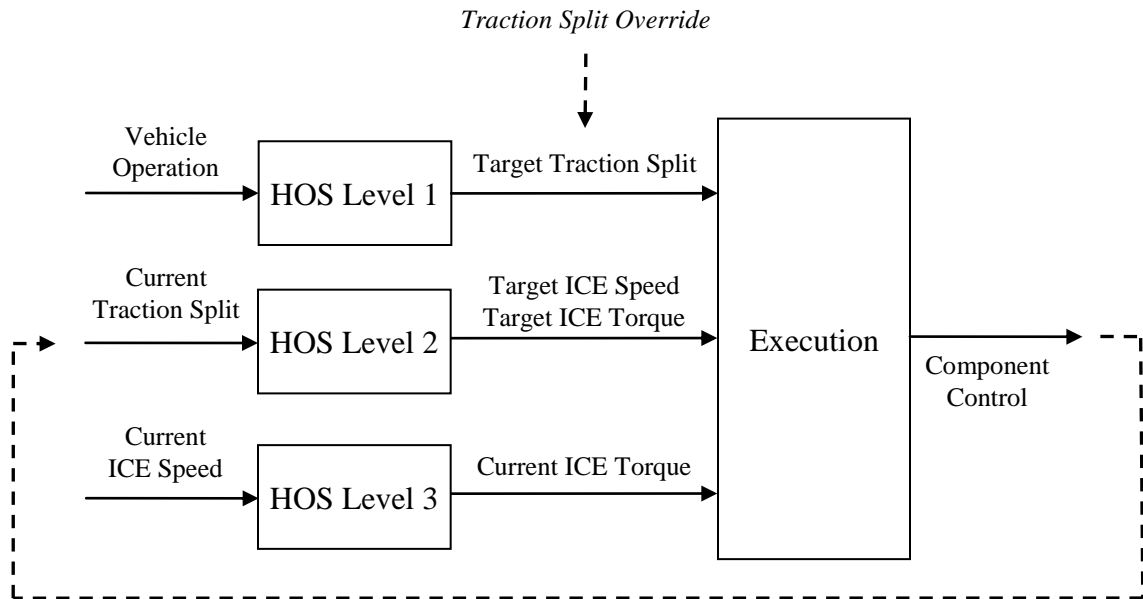 Traction Split Override
Vehicle
Operation
HOS Level 1
Target Traction Split
Current
Traction Split
HOS Level 2
Target ICE Speed
Target ICE Torque
Execution
Component
Control
Current
ICE Speed
HOS Level 3
Current ICE Torque